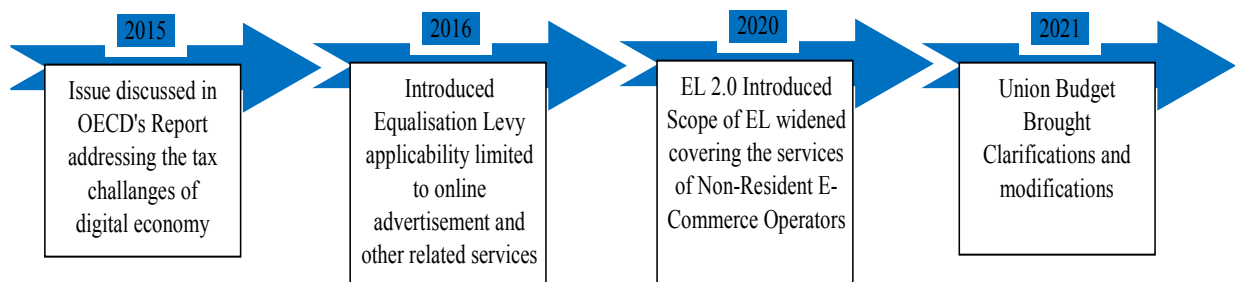 2015
Issue discussed in
OECD's Report
addressing the tax
challanges of
digital economy
2016
Introduced
Equalisation Levy
applicability limited
to online
advertisement and
other related services
2020
EL 2.0 Introduced
Scope of EL widened
covering the services
of Non-Resident E-
Commerce Operators
2021
Union Budget
Brought
Clarifications and
modifications